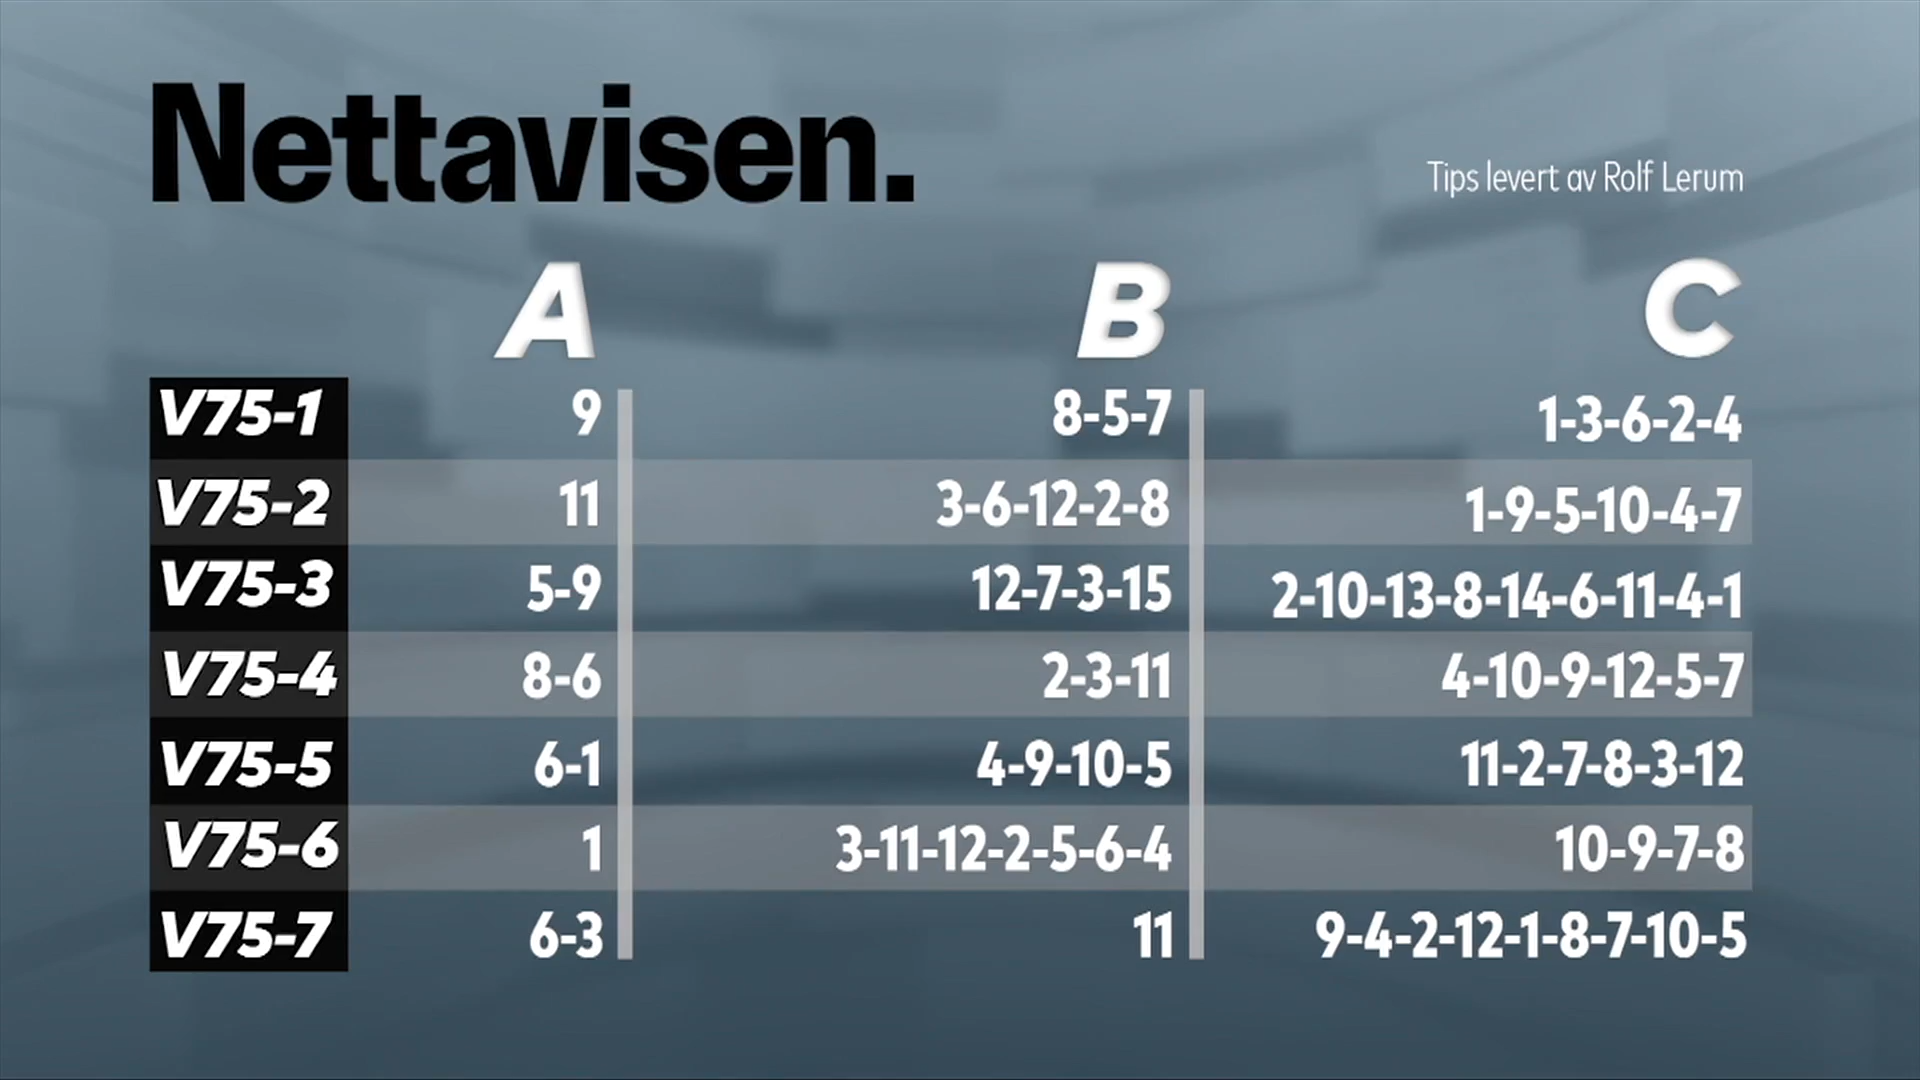 Nettavisen.
Tips levert av Rolf Lerum
A B C
V75-1 9 8-5-7 1-3-6-2-4
V75-2 11 3-6-12-2-8 1-9-5-10-4-7
V75-3 5-9 12-7-3-15 2-10-13-8-14-6-11-4-1
V75-4 8-6 2-3-11 4-10-9-12-5-7
V75-5 6-1 4-9-10-5 11-2-7-8-3-12
V75-6 1 3-11-12-2-5-6-4 10-9-7-8
V75-7 6-3 11 9-4-2-12-1-8-7-10-5